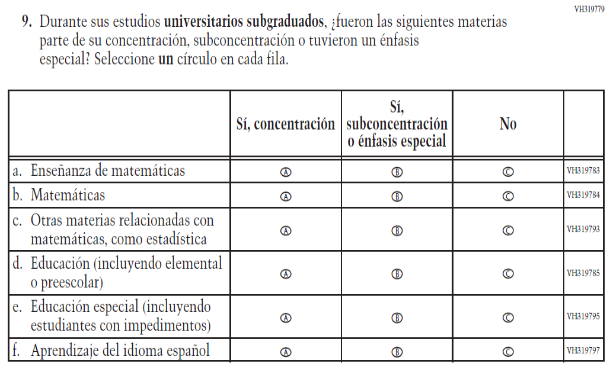 VH319779
9. Durante sus estudios universitarios subgraduados, ¿fueron las siguientes materias
parte de su concentración, subconcentración o tuvieron un énfasis
especial? Seleccione un círculo en cada fila.
Sí, concentración
Sí,
subconcentración
o énfasis especial
No
a. Enseñanza de matemáticas A B C VH319783
b. Matemáticas A B C VH319784
c. Otras materias relacionadas con
matemáticas, como estadística A B C VH319793
d. Educación (incluyendo elemental
o preescolar) A B C VH319785
e. Educación especial (incluyendo
estudiantes con impedimentos) A B C VH319795
f. Aprendizaje del idioma español A B C VH319797